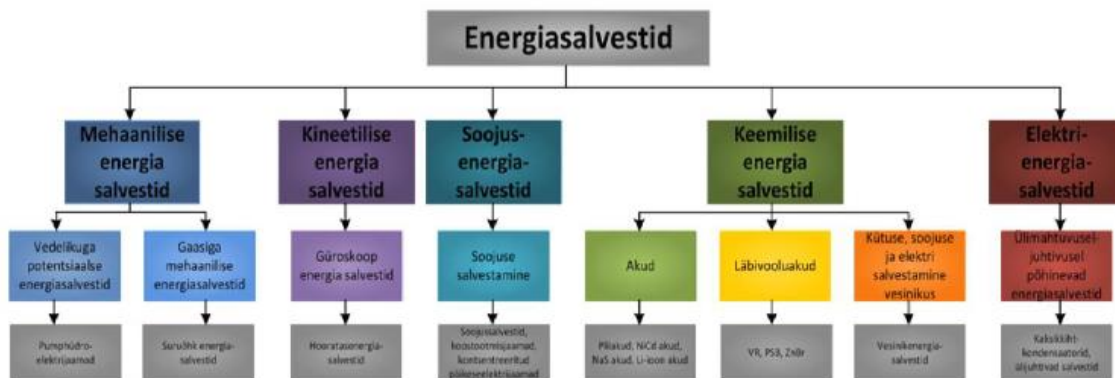 Energiasalvestid
Mehaanilise
energia
salvestid
Kineetilise
energia
salvestid
Soojus-
energia-
salvestid
Keemilise
energia
salvestid
Elektri-
energia-
salvestid
Vedelikuga
potentsiaalse
energiasalvestid
Gaasiga
mehaanilise
energiasalvestid
Güroskoop
energia salvestid
Soojuse
salvestamine
Akud
Läbivooluakud
Kütuse, soojuse
ja elektri
salvestamine
vesinikus
Ülimahtuvusel-
juhtivusel
põhinevad
energiasalvestid
Pumphüdro-
elektrijaamad
Suruõhk energia-
salvestid
Hooratasenergia-
salvestid
Soojussalvestid,
koostootmisjaamad,
kontsentreeritud
päikeseelektrijaamad
Pliiakud, NiCd akud,
NaS akud, Li-ioon akud
VR, PSB, ZnBr
Vesinikenergia-
salvestid
Kaksikkiht-
kondensaatorid,
ülijuhtivad salvestid